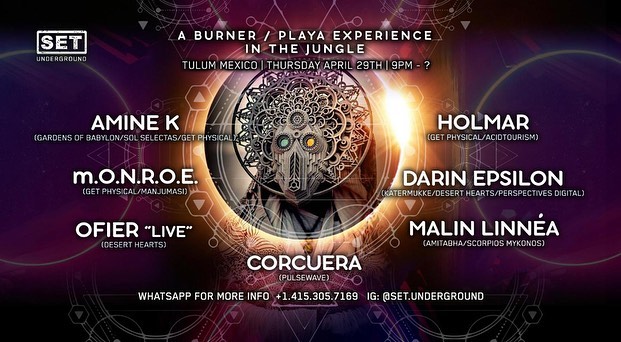 SET
UNDERGROUND
A BURNER / PLAYA EXPERIENCE
IN THE JUNGLE
TULUM MEXICO | THURSDAY APRIL 29TH | 9PM - ?
AMINE K
(GARDENS OF BABYLON/SOL SELECTAS/GET PHYSICAL)
HOLMAR
(GET PHYSICAL/ACIDTOURISM)
m.O.N.R.O.E.
(GET PHYSICAL/MANJUMASI)
DARIN EPSILON
(KATERMUKKE/DESERT HEARTS/PERSPECTIVES DIGITAL)
OFIER "LIVE"
(DESERT HEARTS)
MALIN LINNÉA
(AMITABHA/SCORPIOS MYKONOS)
CORCUERA
(PULSEWAVE)
WHATSAPP FOR MORE INFO +1.415.305.7169 IG: @SET.UNDERGROUND